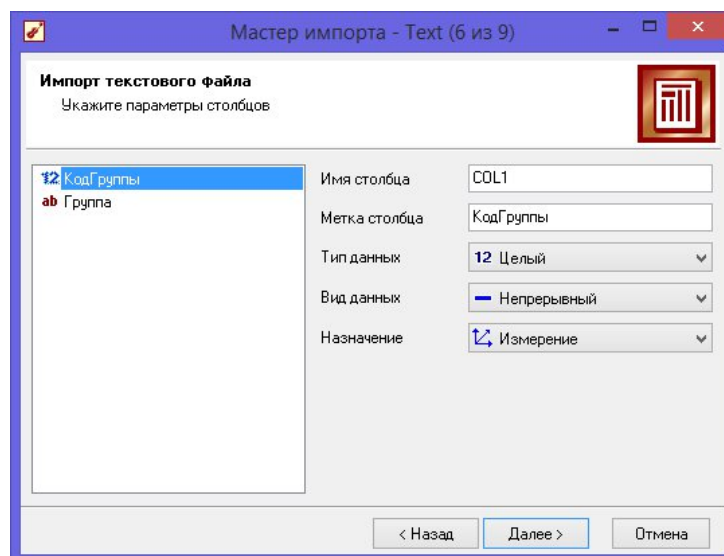 Мастер импорта - Text (6 из 9)
Импорт текстового файла
Укажите параметры столбцов
12 КодГруппы
ab Группа
Имя столбца COL1
Метка столбца КодГруппы
Тип данных 12 Целый
Вид данных Непрерывный
Назначение Измерение
< Назад Далее > Отмена